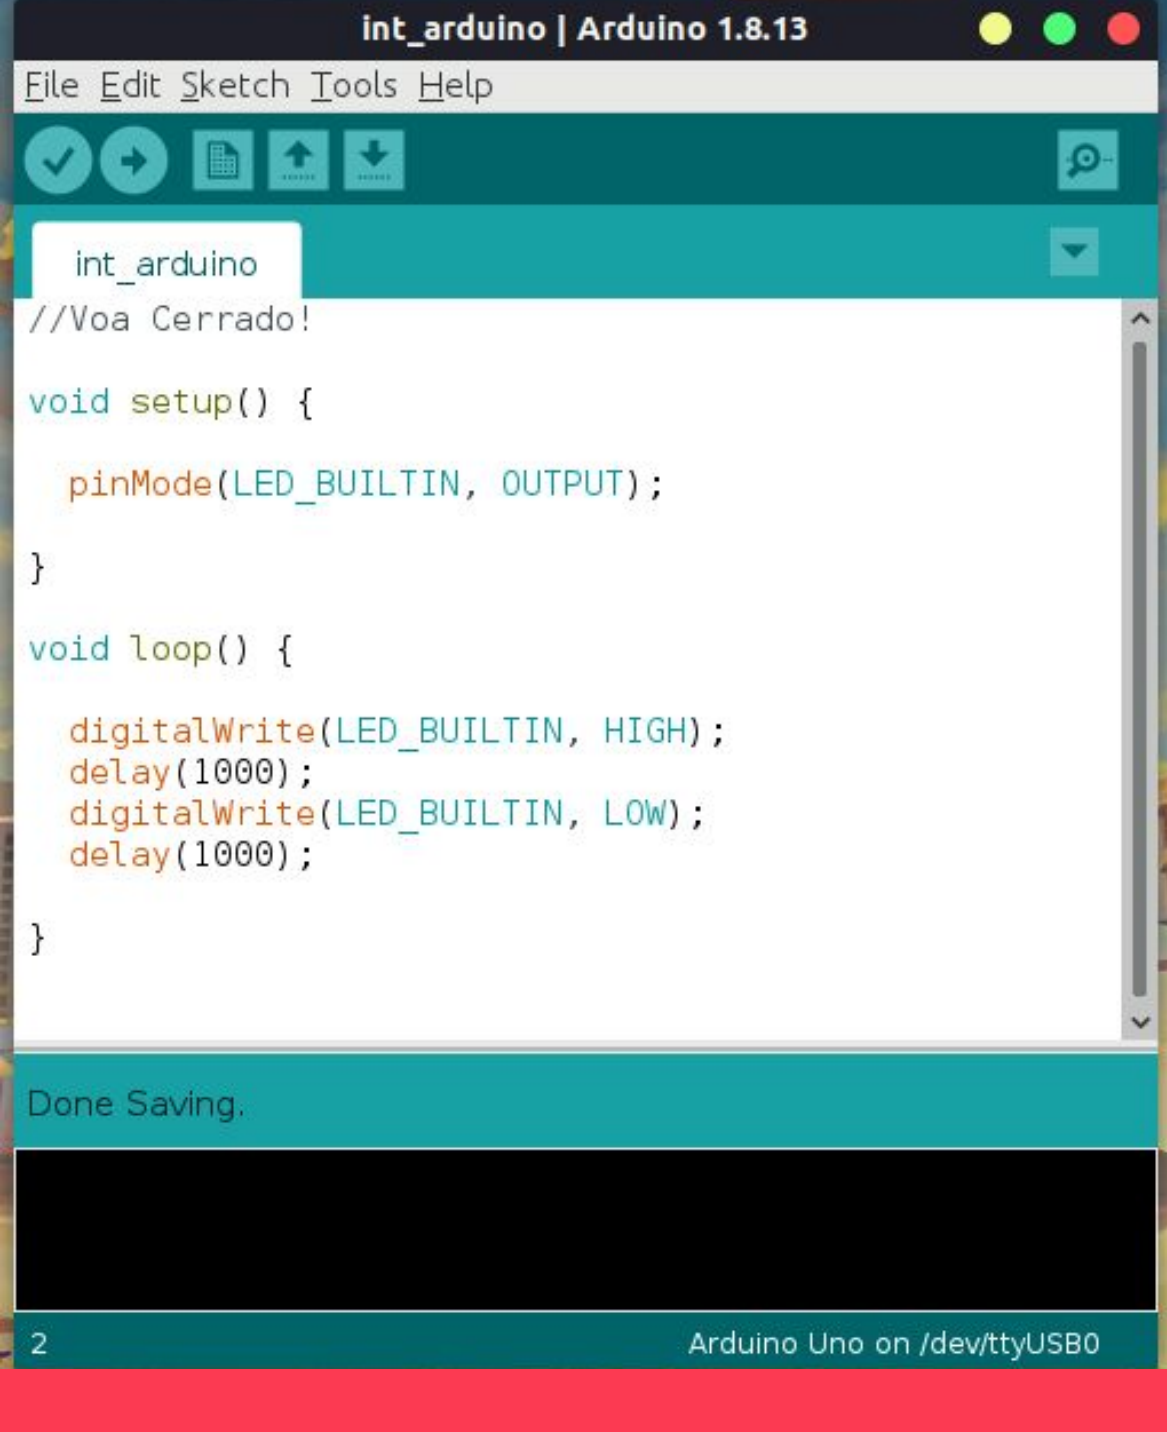 int_arduino | Arduino 1.8.13
File Edit Sketch Tools Help
int_arduino
//Voa Cerrado!
void setup() {
pinMode(LED_BUILTIN, OUTPUT);
}
void loop() {
digitalWrite(LED_BUILTIN, HIGH);
delay(1000);
digitalWrite(LED_BUILTIN, LOW);
delay(1000);
}
Done Saving.
2 Arduino Uno on /dev/ttyUSB0